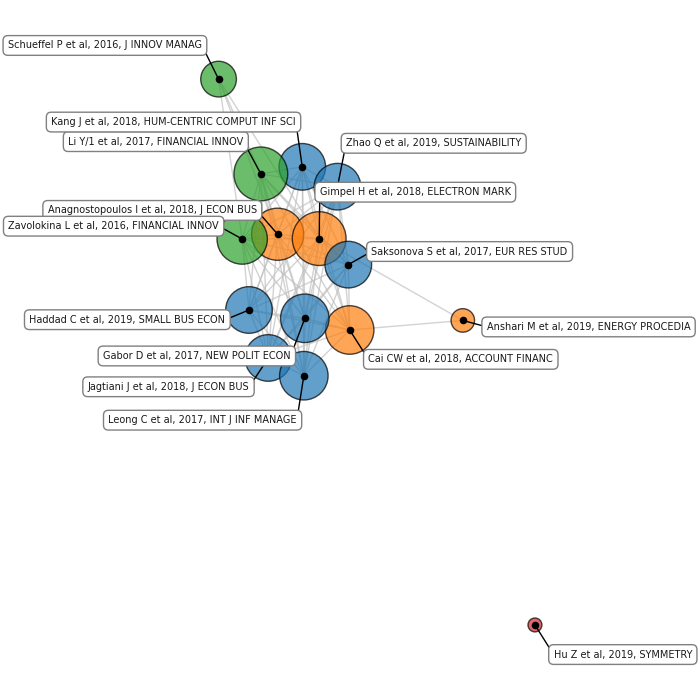 Schueffel P et al, 2016, J INNOV MANAG
Kang J et al, 2018, HUM-CENTRIC COMPUT INF SCI
Li Y/1 et al, 2017, FINANCIAL INNOV
Zhao Q et al, 2019, SUSTAINABILITY
Gimpel H et al, 2018, ELECTRON MARK
Anagnostopoulos I et al, 2018, J ECON BUS
Zavolokina L et al, 2016, FINANCIAL INNOV
Saksonova S et al, 2017, EUR RES STUD
Haddad C et al, 2019, SMALL BUS ECON
Anshari M et al, 2019, ENERGY PROCEDIA
Gabor D et al, 2017, NEW POLIT ECON
Cai CW et al, 2018, ACCOUNT FINANC
Jagtiani J et al, 2018, J ECON BUS
Leong C et al, 2017, INT J INF MANAGE
Hu Z et al, 2019, SYMMETRY